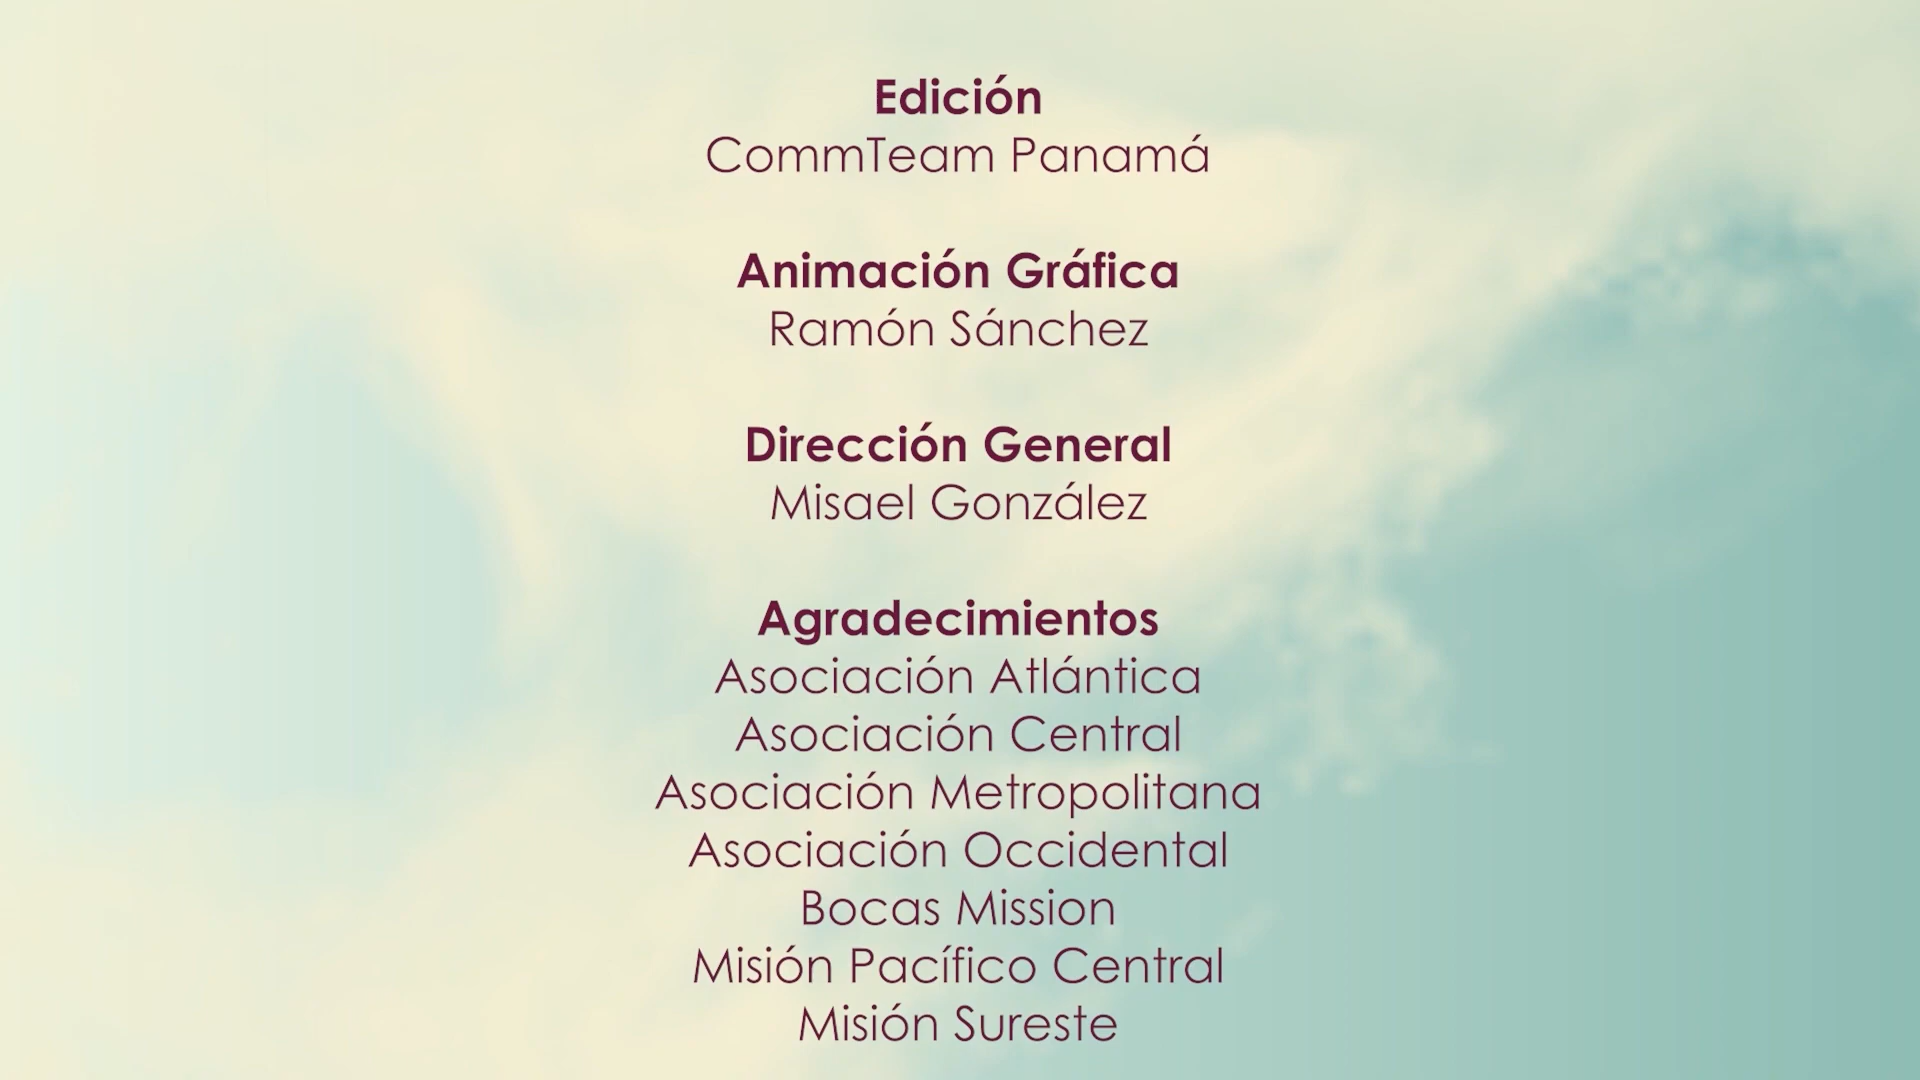 Edición
CommTeam Panamá
Animación Gráfica
Ramón Sánchez
Dirección General
Misael González
Agradecimientos
Asociación Atlántica
Asociación Central
Asociación Metropolitana
Asociación Occidental
Bocas Mission
Misión Pacífico Central
Misión Sureste